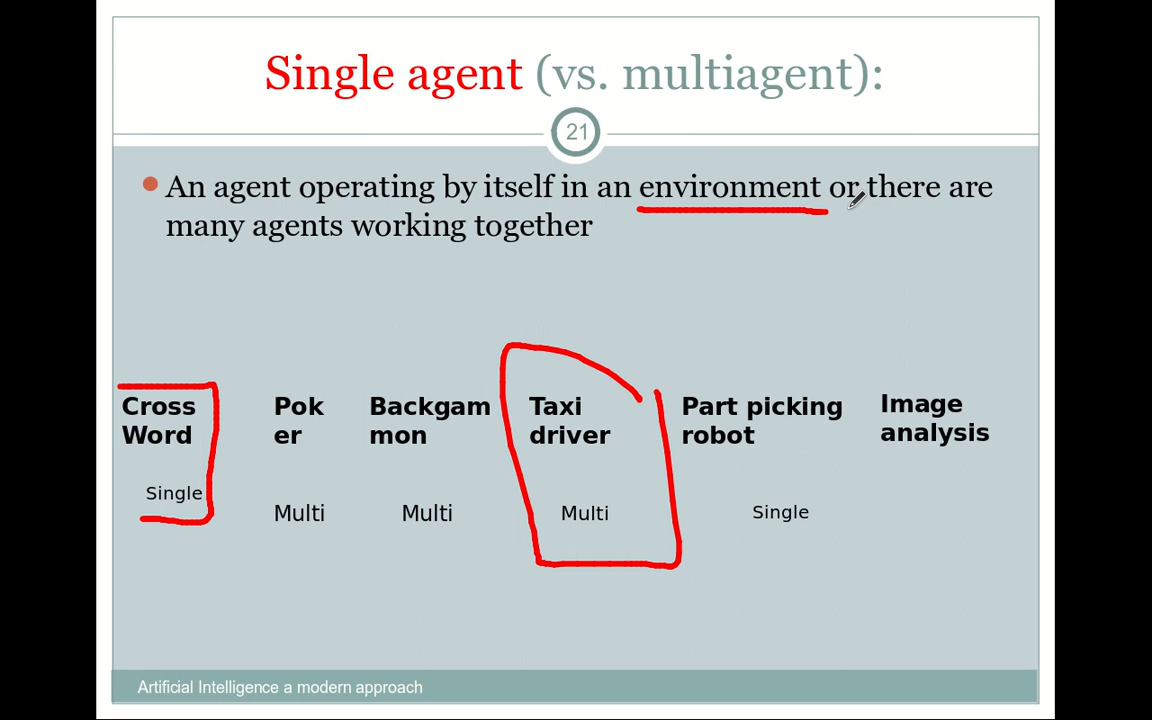 Single agent (vs. multiagent):
21
An agent operating by itself in an environment or there are
many agents working together
Cross
Word
Pok
er
Backgam
mon
Taxi
driver
Part picking
robot
Image
analysis
Single
Multi
Multi
Multi
Single
Artificial Intelligence a modern approach